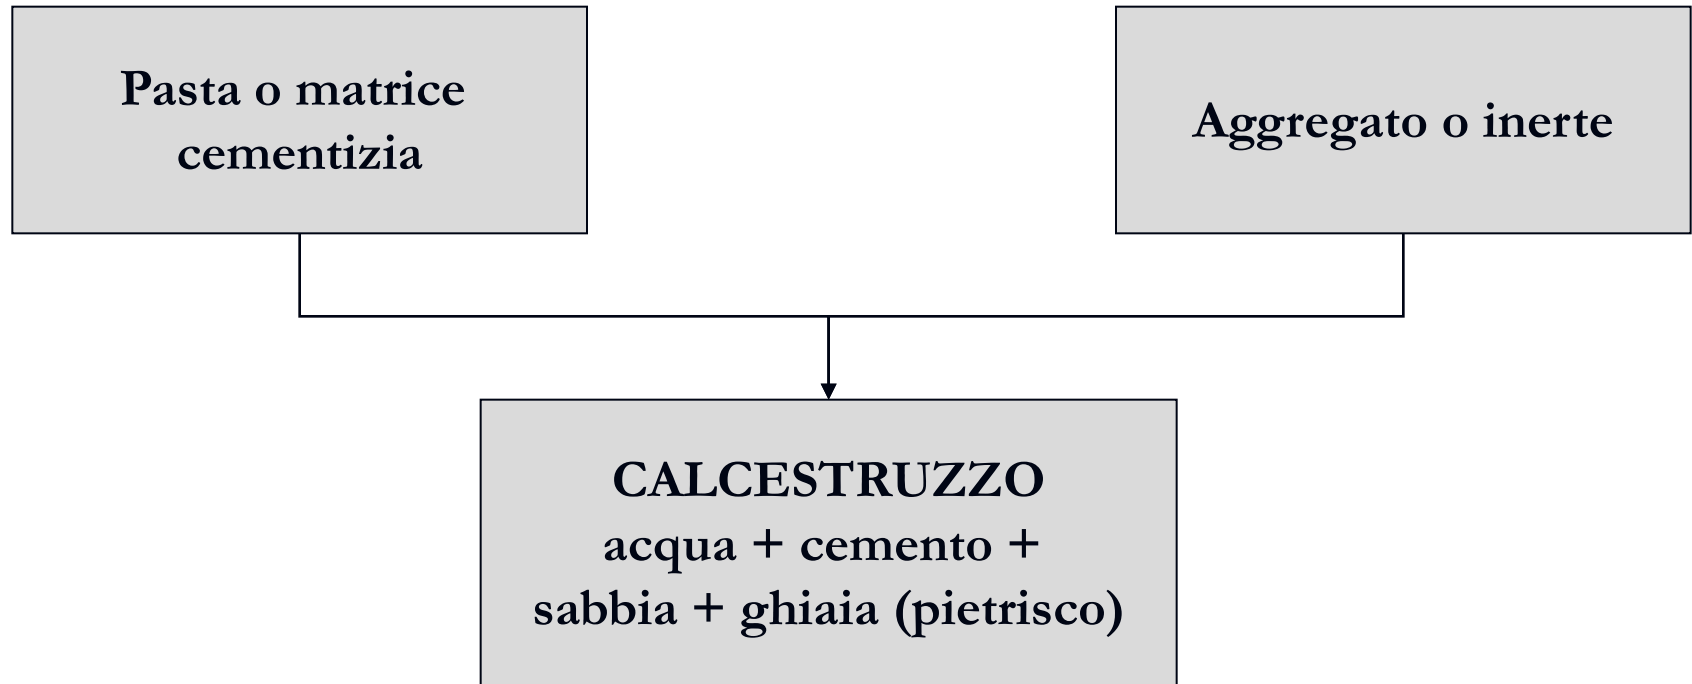 Pasta o matrice
cementizia
Aggregato o inerte
CALCESTRUZZO
acqua + cemento +
sabbia + ghiaia (pietrisco)